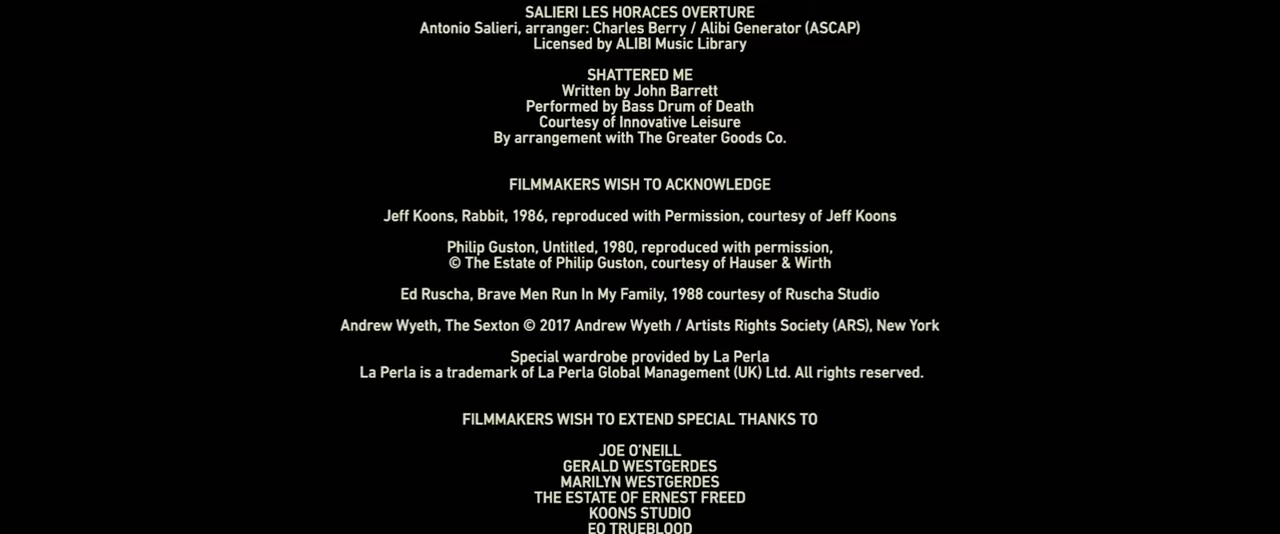 SALIERI LES HORACES OVERTURE
Antonio Salieri, arranger: Charles Berry / Alibi Generator (ASCAP)
Licensed by ALIBI Music Library
SHATTERED ME
Written by John Barrett
Performed by Bass Drum of Death
Courtesy of Innovative Leisure
By arrangement with The Greater Goods Co.
FILMMAKERS WISH TO ACKNOWLEDGE
Jeff Koons, Rabbit, 1986, reproduced with Permission, courtesy of Jeff Koons
Philip Guston, Untitled, 1980, reproduced with permission,
© The Estate of Philip Guston, courtesy of Hauser & Wirth
Ed Ruscha, Brave Men Run In My Family, 1988 courtesy of Ruscha Studio
Andrew Wyeth, The Sexton © 2017 Andrew Wyeth / Artists Rights Society (ARS), New York
Special wardrobe provided by La Perla
La Perla is a trademark of La Perla Global Management (UK) Ltd. All rights reserved.
FILMMAKERS WISH TO EXTEND SPECIAL THANKS TO
JOE O'NEILL
GERALD WESTGERDES
MARILYN WESTGERDES
THE ESTATE OF ERNEST FREED
KOONS STUDIO
EO TRUEBLOOD